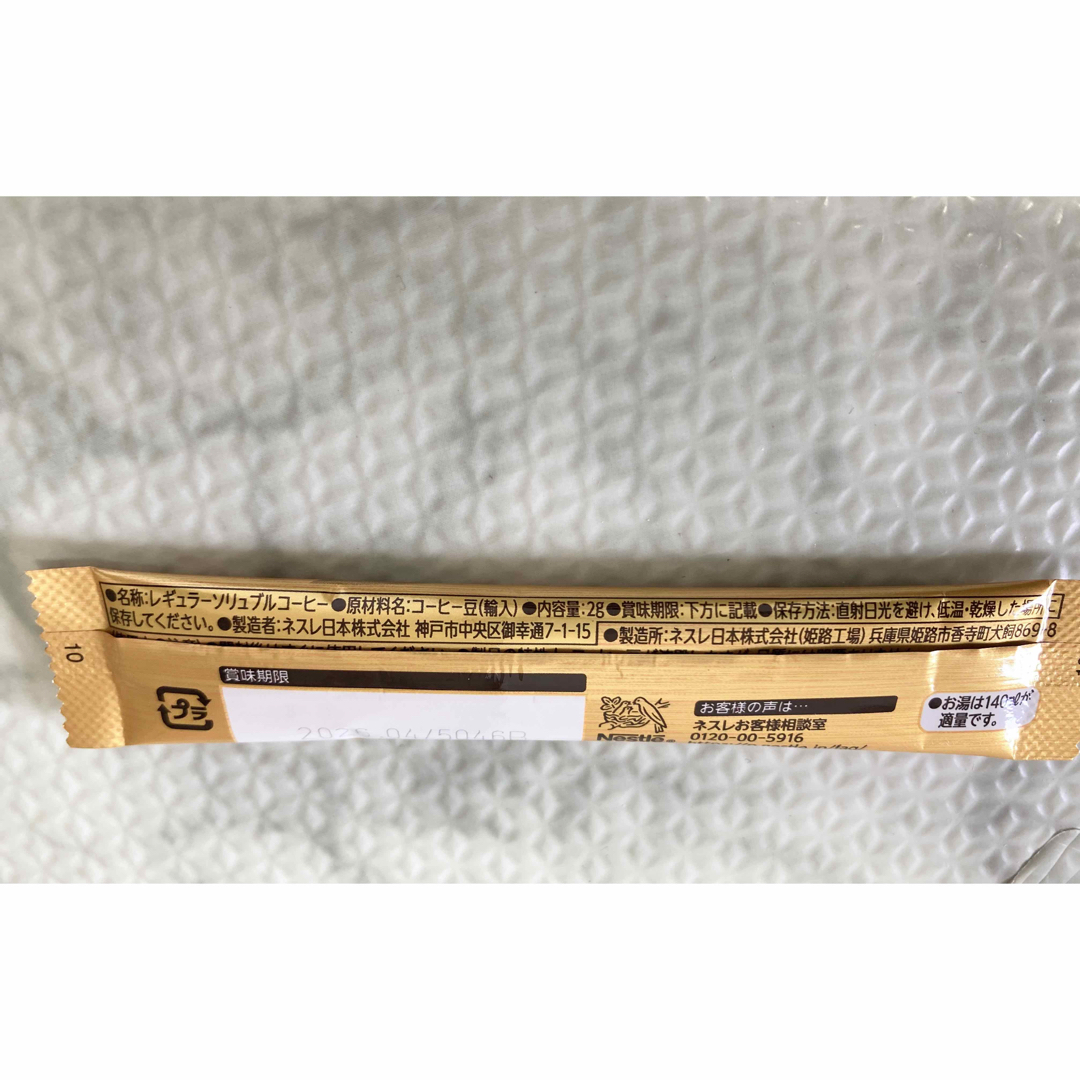 ●名称:レギュラーソリュブルコーヒー ●原材料名:コーヒー豆(輸入) ●内容量:2g ●賞味期限:下方に記載 ●保存方法:直射日光を避け、低温・乾燥した場所に
保存してください。 ●製造者:ネスレ日本株式会社 神戸市中央区御幸通7-1-15 ●製造所:ネスレ日本株式会社(姫路工場) 兵庫県姫路市香寺町犬飼869-8
10
プラ
賞味期限
Nestlé
お客様の声は…
ネスレお客様相談室
0120-00-5916
●お湯は140mlが
適量です。